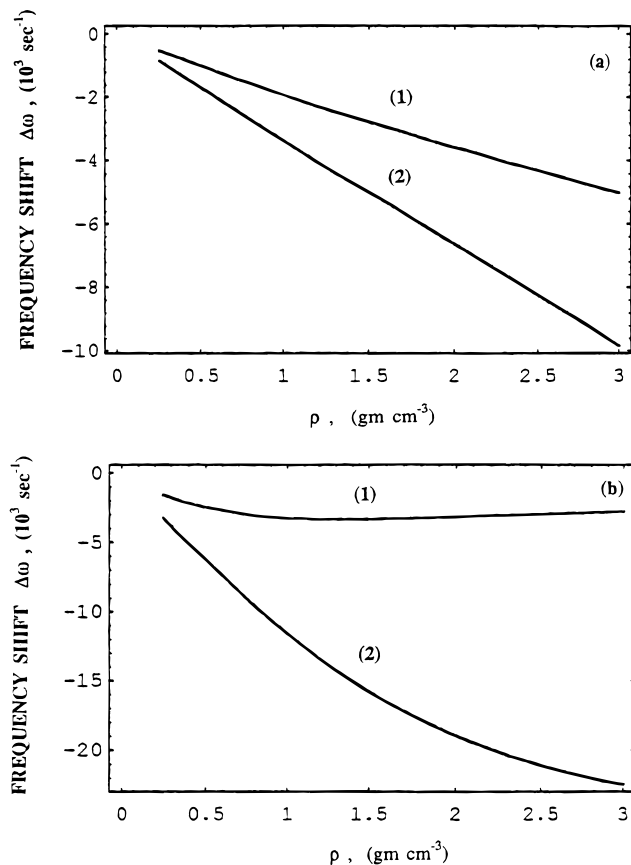 0
-2
-4
-6
-8
-10
FREQUENCY SHIFT Δω , (10³ sec⁻¹)
(a)
(1)
(2)
0 0.5 1 1.5 2 2.5 3
ρ , (gm cm⁻³)
0
-5
-10
-15
-20
FREQUENCY SHIFT Δω , (10³ sec⁻¹)
(1)
(b)
(2)
0 0.5 1 1.5 2 2.5 3
ρ , (gm cm⁻³)